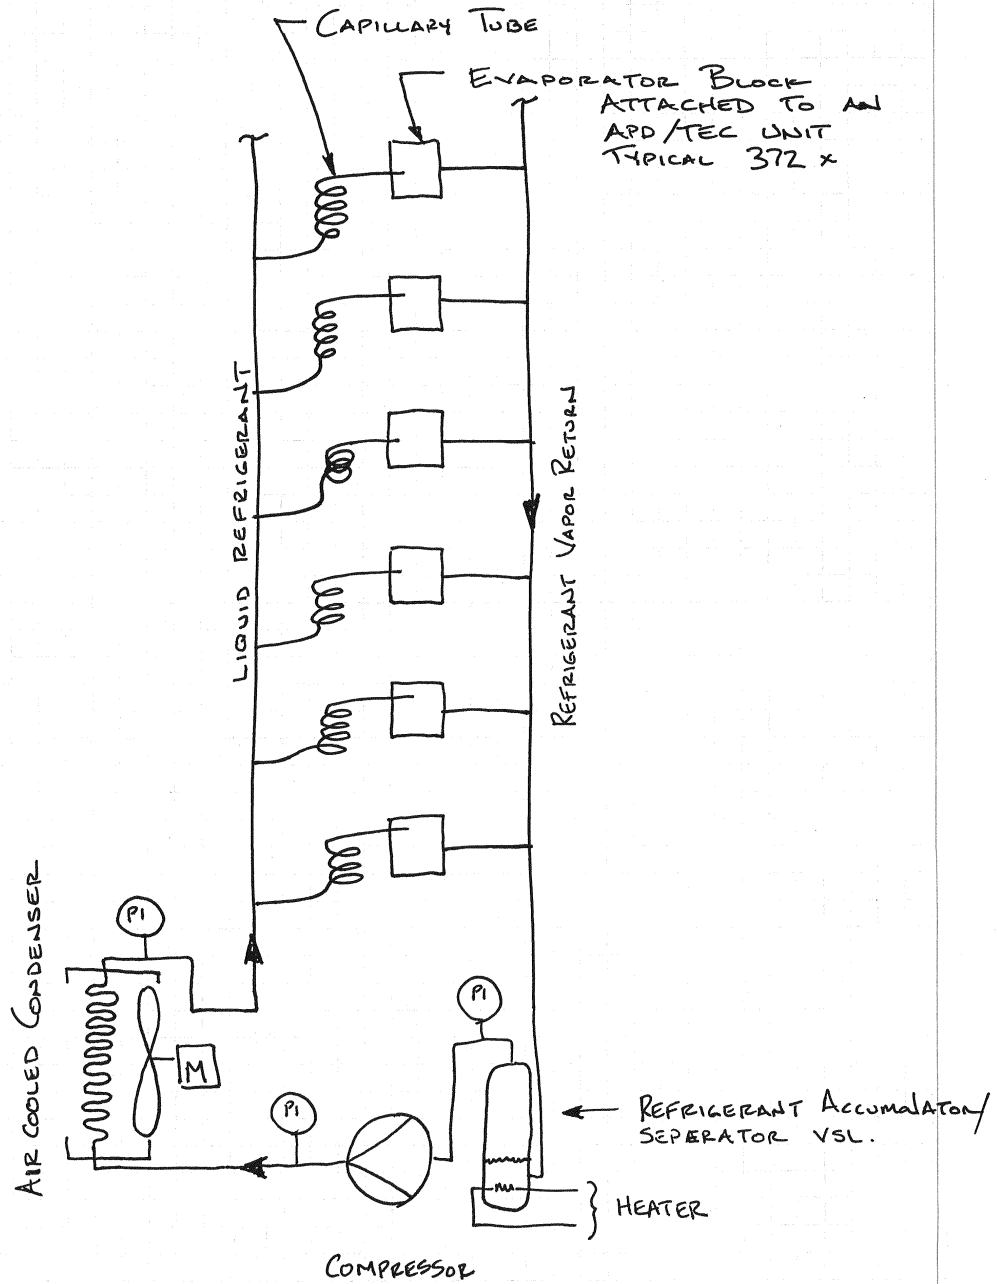 CAPILLARY TUBE
EVAPORATOR BLOCK
ATTACHED TO AN
APD/TEC UNIT
TYPICAL 372 x
LIQUID REFRIGERANT
REFRIGERANT VAPOR RETURN
AIR COOLED CONDENSER
PI
PI
M
PI
REFRIGERANT ACCUMULATOR/
SEPERATOR VSL.
HEATER
COMPRESSOR